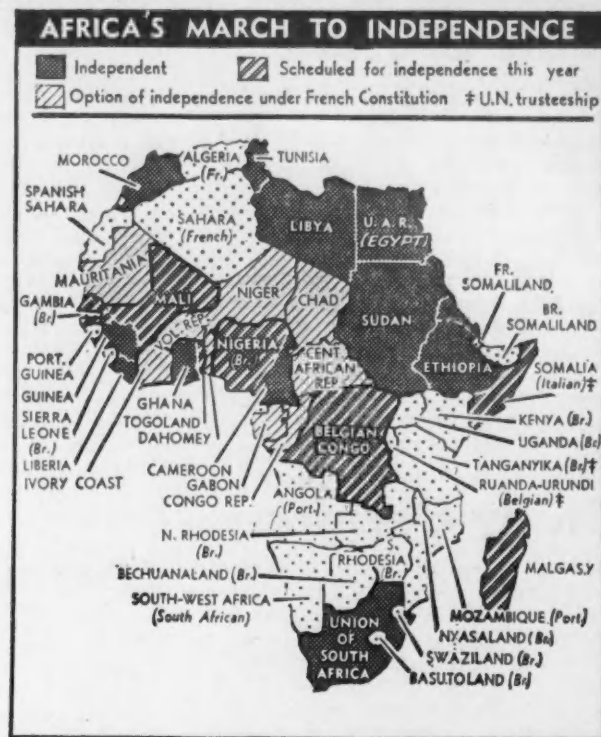 AFRICA'S MARCH TO INDEPENDENCE
Independent
Scheduled for independence this year
Option of independence under French Constitution
‡ U.N. trusteeship
MOROCCO
ALGERIA
(Fr.)
TUNISIA
SPANISH
SAHARA
SAHARA
(French)
LIBYA
U. A. R.
(EGYPT)
MAURITANIA
MALI
NIGER
CHAD
SUDAN
FR.
SOMALILAND
BR.
SOMALILAND
GAMBIA
(Br.)
VOL. REP.
NIGERIA
(Br.)
CENT.
AFRICAN
REP.
ETHIOPIA
SOMALIA
(Italian) ‡
PORT.
GUINEA
GUINEA
SIERRA
LEONE
(Br.)
LIBERIA
IVORY COAST
GHANA
TOGOLAND
DAHOMEY
CAMEROON
GABON
CONGO REP.
BELGIAN
CONGO
KENYA (Br.)
UGANDA (Br.)
TANGANYIKA (Br.) ‡
RUANDA-URUNDI
(Belgian) ‡
ANGOLA
(Port.)
N. RHODESIA
(Br.)
S.
RHODESIA
(Br.)
BECHUANALAND (Br.)
SOUTH-WEST AFRICA
(South African)
MALGASY
MOZAMBIQUE (Port.)
NYASALAND (Br.)
SWAZILAND (Br.)
BASUTOLAND (Br.)
UNION
OF
SOUTH
AFRICA